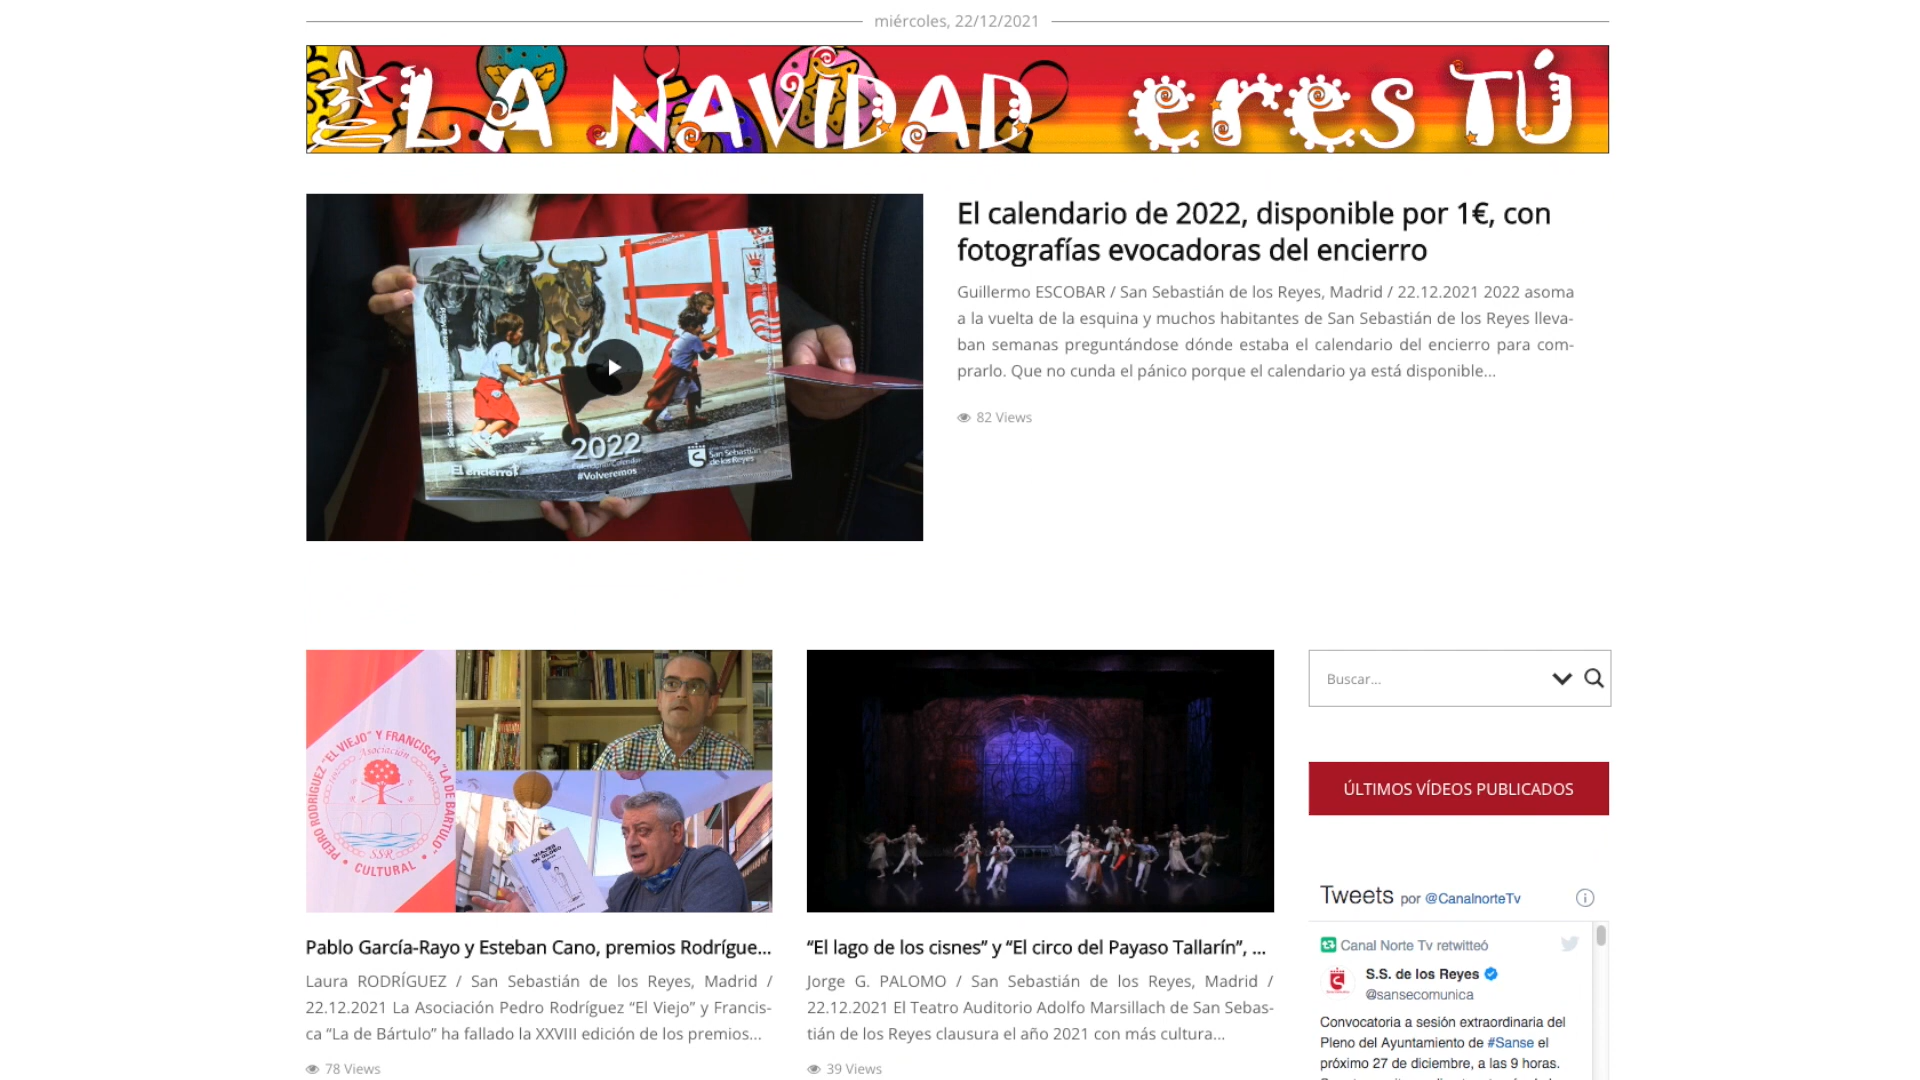 miércoles, 22/12/2021
LA NAVIDAD eres TÚ
El calendario de 2022, disponible por 1€, con
fotografías evocadoras del encierro
Guillermo ESCOBAR / San Sebastián de los Reyes, Madrid / 22.12.2021 2022 asoma
a la vuelta de la esquina y muchos habitantes de San Sebastián de los Reyes lleva-
ban semanas preguntándose dónde estaba el calendario del encierro para com-
prarlo. Que no cunda el pánico porque el calendario ya está disponible...
82 Views
2022
Calendario/Calendar
#Volveremos
El encierro
San Sebastián
de los Reyes
PEDRO RODRÍGUEZ "EL VIEJO" Y FRANCISCA "LA DE BÁRTULO"
Asociación
SSR
• CULTURAL •
VIAJES
EN GLOBO
Pablo García-Rayo y Esteban Cano, premios Rodrígue...
Laura RODRÍGUEZ / San Sebastián de los Reyes, Madrid /
22.12.2021 La Asociación Pedro Rodríguez “El Viejo” y Francis-
ca “La de Bártulo” ha fallado la XXVIII edición de los premios...
78 Views
“El lago de los cisnes” y “El circo del Payaso Tallarín”, ...
Jorge G. PALOMO / San Sebastián de los Reyes, Madrid /
22.12.2021 El Teatro Auditorio Adolfo Marsillach de San Sebas-
tián de los Reyes clausura el año 2021 con más cultura...
39 Views
Buscar...
ÚLTIMOS VÍDEOS PUBLICADOS
Tweets por @CanalnorteTv
Canal Norte Tv retwitteó
S.S. de los Reyes
@sansecomunica
Convocatoria a sesión extraordinaria del
Pleno del Ayuntamiento de #Sanse el
próximo 27 de diciembre, a las 9 horas.